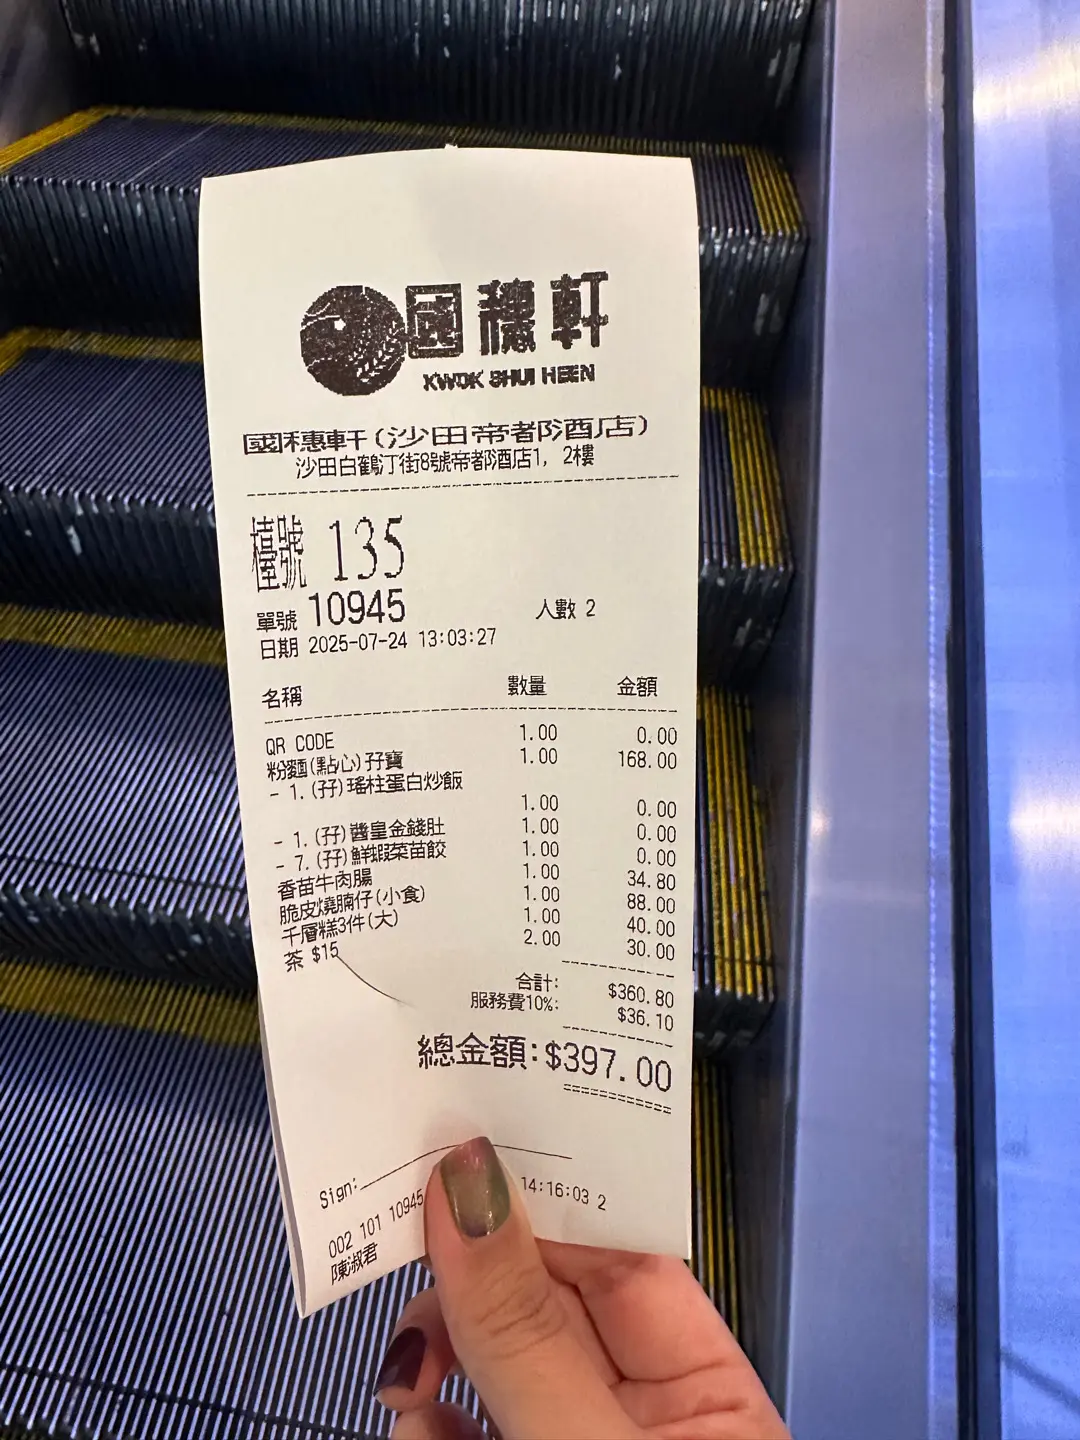 國穗軒
KWOK SHUI HEEN
國穗軒(沙田帝都酒店)
沙田白鶴汀街8號帝都酒店1, 2樓
檯號 135
單號 10945 人數 2
日期 2025-07-24 13:03:27
名稱 數量 金額
QR CODE 1.00 0.00
粉麵(點心)孖寶 1.00 168.00
- 1.(孖)瑤柱蛋白炒飯
1.00 0.00
- 1.(孖)醬皇金錢肚 1.00 0.00
- 7.(孖)鮮蝦菜苗餃 1.00 0.00
香苗牛肉腸 1.00 34.80
脆皮燒腩仔(小食) 1.00 88.00
千層糕3件(大) 1.00 40.00
茶 $15 2.00 30.00
合計: $360.80
服務費10%: $36.10
總金額:$397.00
Sign:
002 101 10945 14:16:03 2
陳淑君